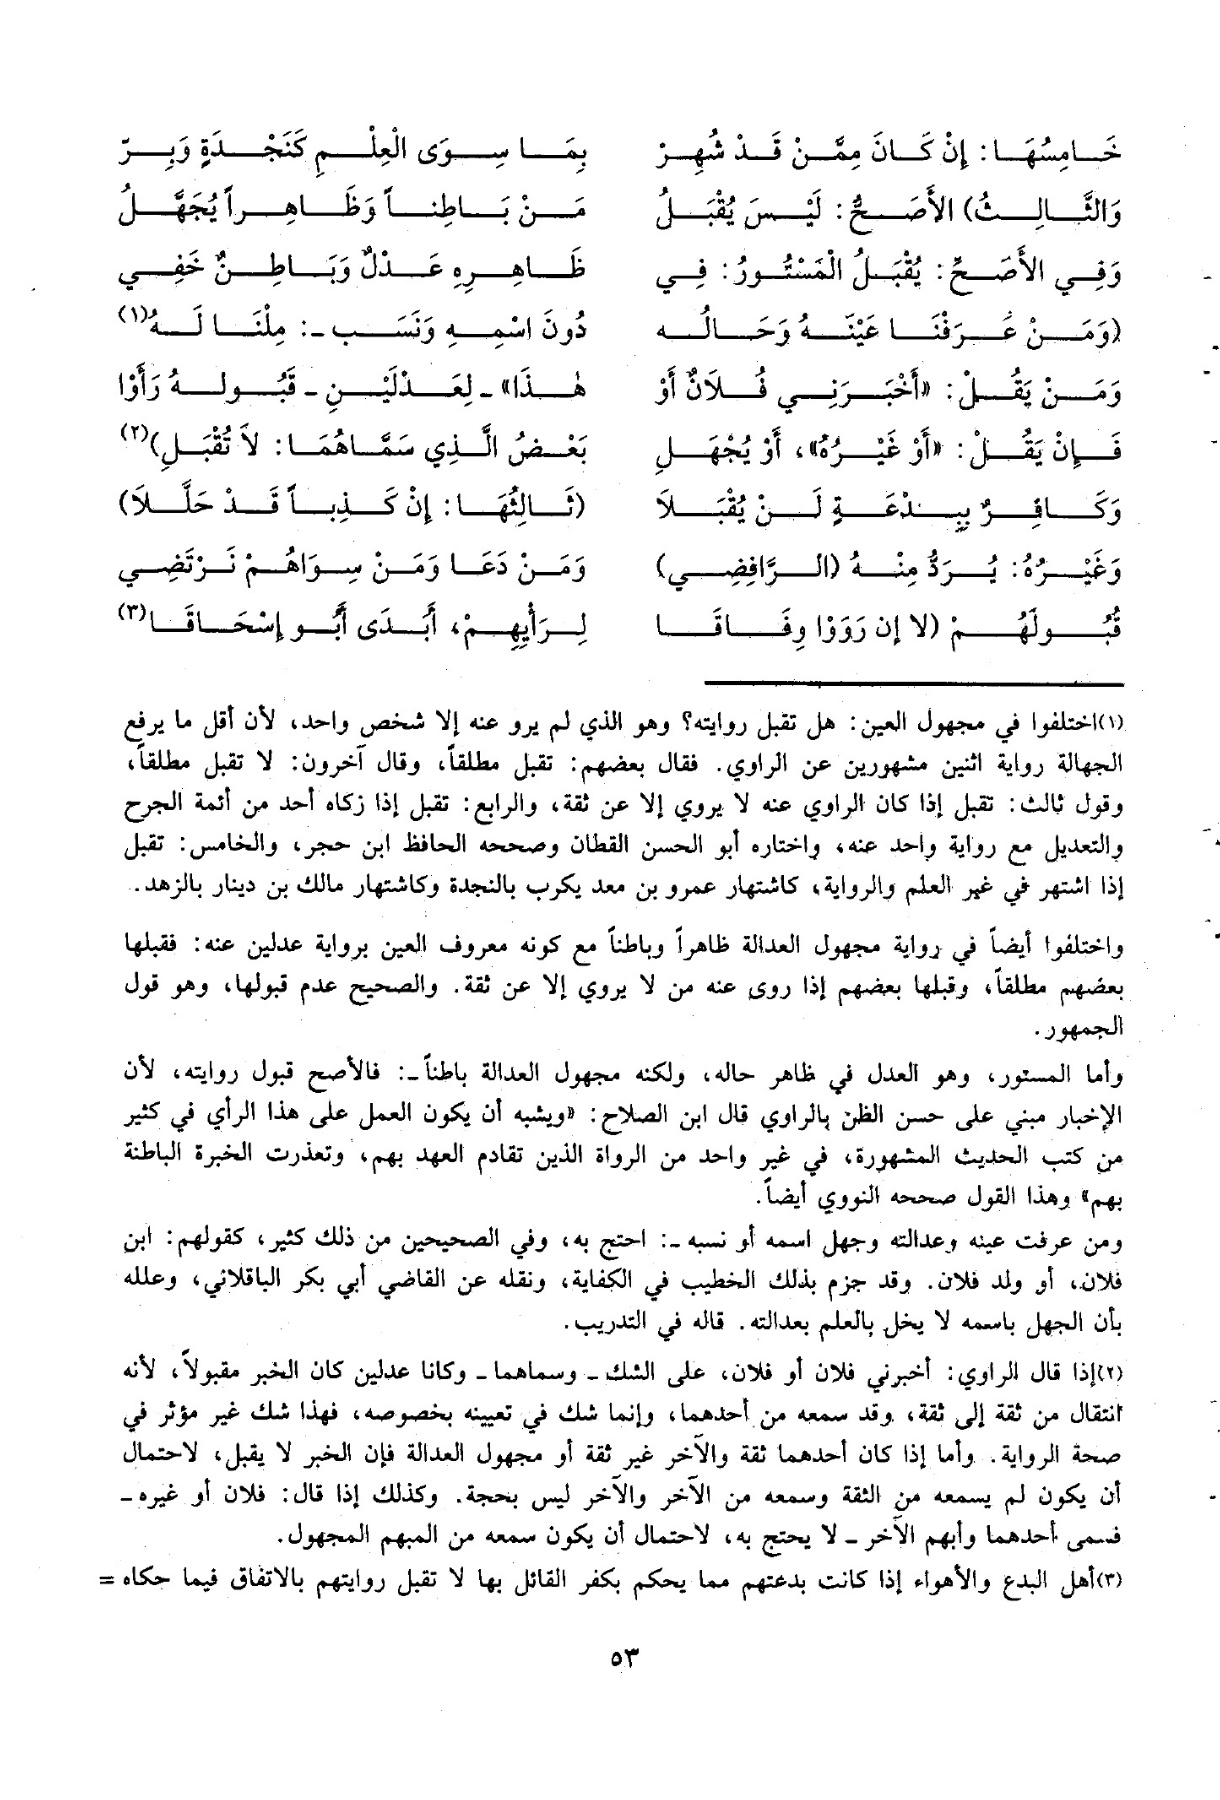 خَامِسُهَا: إِنْ كَانَ مِمَّنْ قَدْ شُهِرْ بِمَا سِوَى الْعِلْمِ كَنَجْدَةٍ وَبِرّ
وَالثَّالِثُ) الأَصَحُّ: لَيْسَ يُقْبَلُ مَنْ بَاطِناً وَظَاهِراً يُجَهَّلُ
وَفِي الأَصَحِّ: يُقْبَلُ الْمَسْتُورُ: فِي ظَاهِرِهِ عَدْلٌ وَبَاطِنٌ خَفِي
(وَمَنْ عَرَفْنَا عَيْنَهُ وَحَالُه دُونَ اسْمِهِ وَنَسَب ـ: مِلْنَا لَهُ(١)
وَمَنْ يَقُلْ: «أَخْبَرَنِي فُلَانٌ أَوْ هٰذَا» ـ لِعَدْلَيْنِ ـ قَبُولهُ رَأَوْا
فَإِنْ يَقُلْ: «أَوْ غَيْرُهُ»، أَوْ يُجْهَلِ بَعْضُ الَّذِي سَمَّاهُمَا: لاَ تُقْبَلِ)(٢)
وَكَافِرٌ بِبِدْعَةٍ لَنْ يُقْبَلاَ (ثَالِثُهَا: إِنْ كَذِباً قَدْ حَلَّلاَ)
وَغَيْرُهُ: يُرَدُّ مِنْهُ (الرَّافِضِي) وَمَنْ دَعَا وَمَنْ سِوَاهُمْ نَرْتَضِي
قُبُولَهُمْ (لا إن رَوَوْا وِفَاقَا لِرَأْيِهِمْ، أَبْدَى أَبُو إِسْحَاقَا(٣)
(١)اختلفوا في مجهول العين: هل تقبل روايته؟ وهو الذي لم يرو عنه إلا شخص واحد، لأن أقل ما يرفع
الجهالة رواية اثنين مشهورين عن الراوي. فقال بعضهم: تقبل مطلقاً، وقال آخرون: لا تقبل مطلقاً،
وقول ثالث: تقبل إذا كان الراوي عنه لا يروي إلا عن ثقة، والرابع: تقبل إذا زكاه أحد من أئمة الجرح
والتعديل مع رواية واحد عنه، واختاره أبو الحسن القطان وصححه الحافظ ابن حجر، والخامس: تقبل
إذا اشتهر في غير العلم والرواية، كاشتهار عمرو بن معد يكرب بالنجدة وكاشتهار مالك بن دينار بالزهد.
واختلفوا أيضاً في رواية مجهول العدالة ظاهراً وباطناً مع كونه معروف العين برواية عدلين عنه: فقبلها
بعضهم مطلقاً، وقبلها بعضهم إذا روى عنه من لا يروي إلا عن ثقة. والصحيح عدم قبولها، وهو قول
الجمهور.
وأما المستور، وهو العدل في ظاهر حاله، ولكنه مجهول العدالة باطناً ـ: فالأصح قبول روايته، لأن
الإخبار مبني على حسن الظن بالراوي قال ابن الصلاح: «ويشبه أن يكون العمل على هذا الرأي في كثير
من كتب الحديث المشهورة، في غير واحد من الرواة الذين تقادم العهد بهم، وتعذرت الخبرة الباطنة
بهم» وهذا القول صححه النووي أيضاً.
ومن عرفت عينه وعدالته وجهل اسمه أو نسبه ـ: احتج به، وفي الصحيحين من ذلك كثير، كقولهم: ابن
فلان، أو ولد فلان. وقد جزم بذلك الخطيب في الكفاية، ونقله عن القاضي أبي بكر الباقلاني، وعلله
بأن الجهل باسمه لا يخل بالعلم بعدالته. قاله في التدريب.
(٢)إذا قال الراوي: أخبرني فلان أو فلان، على الشك ـ وسماهما ـ وكانا عدلين كان الخبر مقبولاً، لأنه
انتقال من ثقة إلى ثقة، وقد سمعه من أحدهما، وإنما شك في تعيينه بخصوصه، فهذا شك غير مؤثر في
صحة الرواية. وأما إذا كان أحدهما ثقة والآخر غير ثقة أو مجهول العدالة فإن الخبر لا يقبل، لاحتمال
أن يكون لم يسمعه من الثقة وسمعه من الآخر والآخر ليس بحجة. وكذلك إذا قال: فلان أو غيره ـ
فسمى أحدهما وأبهم الآخر ـ لا يحتج به، لاحتمال أن يكون سمعه من المبهم المجهول.
(٣)أهل البدع والأهواء إذا كانت بدعتهم مما يحكم بكفر القائل بها لا تقبل روايتهم بالاتفاق فيما حكاه =
٥٣